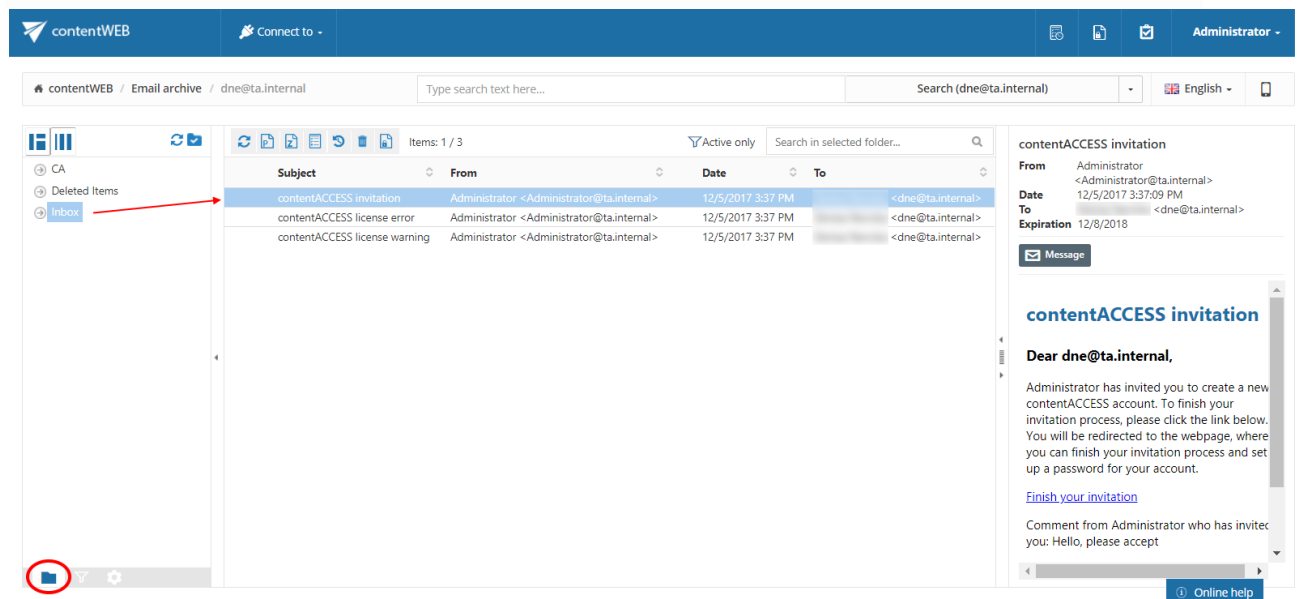 contentWEB
Connect to
Administrator
contentWEB / Email archive / dne@ta.internal
Type search text here...
Search (dne@ta.internal)
English
CA
Deleted Items
Inbox
Items: 1 / 3
Active only
Search in selected folder...
Subject From Date To
contentACCESS invitation Administrator <Administrator@ta.internal> 12/5/2017 3:37 PM <dne@ta.internal>
contentACCESS license error Administrator <Administrator@ta.internal> 12/5/2017 3:37 PM <dne@ta.internal>
contentACCESS license warning Administrator <Administrator@ta.internal> 12/5/2017 3:37 PM <dne@ta.internal>
contentACCESS invitation
From Administrator
<Administrator@ta.internal>
Date 12/5/2017 3:37:09 PM
To <dne@ta.internal>
Expiration 12/8/2018
Message
contentACCESS invitation
Dear dne@ta.internal,
Administrator has invited you to create a new
contentACCESS account. To finish your
invitation process, please click the link below.
You will be redirected to the webpage, where
you can finish your invitation process and set
up a password for your account.
Finish your invitation
Comment from Administrator who has invitec
you: Hello, please accept
Online help